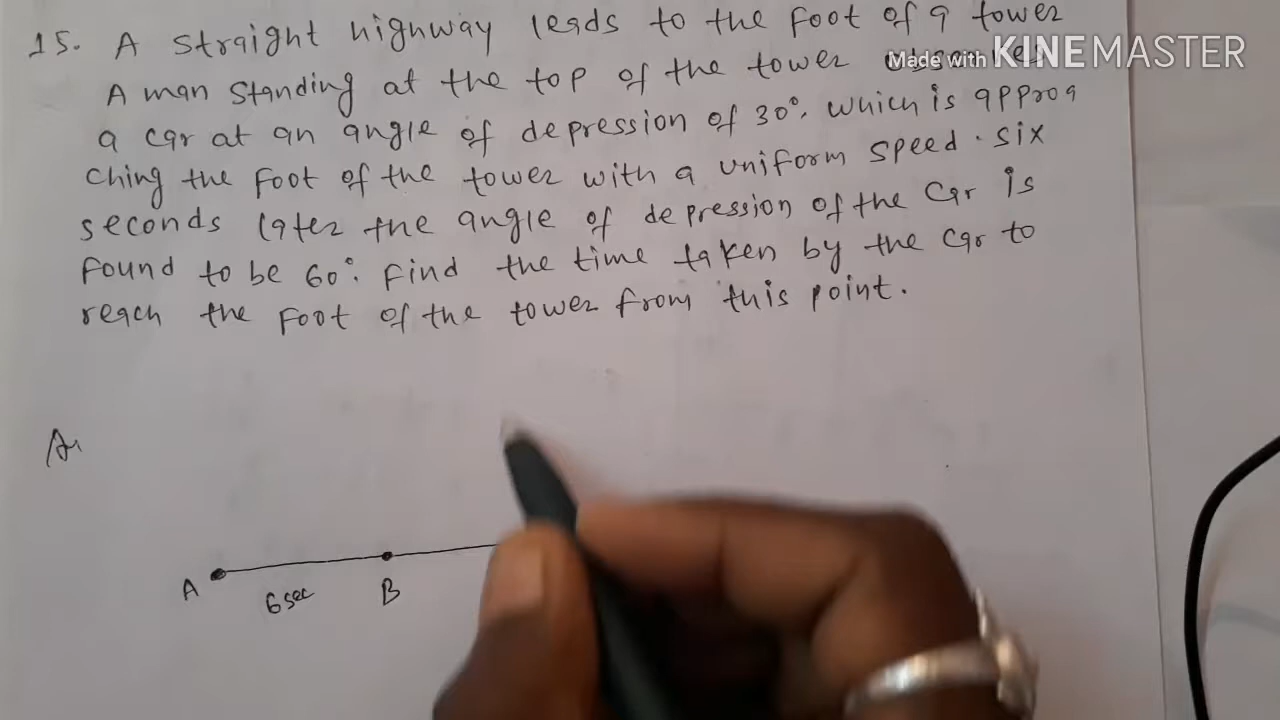 15. A straight highway leads to the foot of a tower
A man standing at the top of the tower
Made with KINEMASTER
a car at an angle of depression of 30°. which is approa
ching the foot of the tower with a uniform speed. six
seconds later the angle of depression of the car is
found to be 60°. Find the time taken by the car to
reach the foot of the tower from this point.
A
6 sec
B